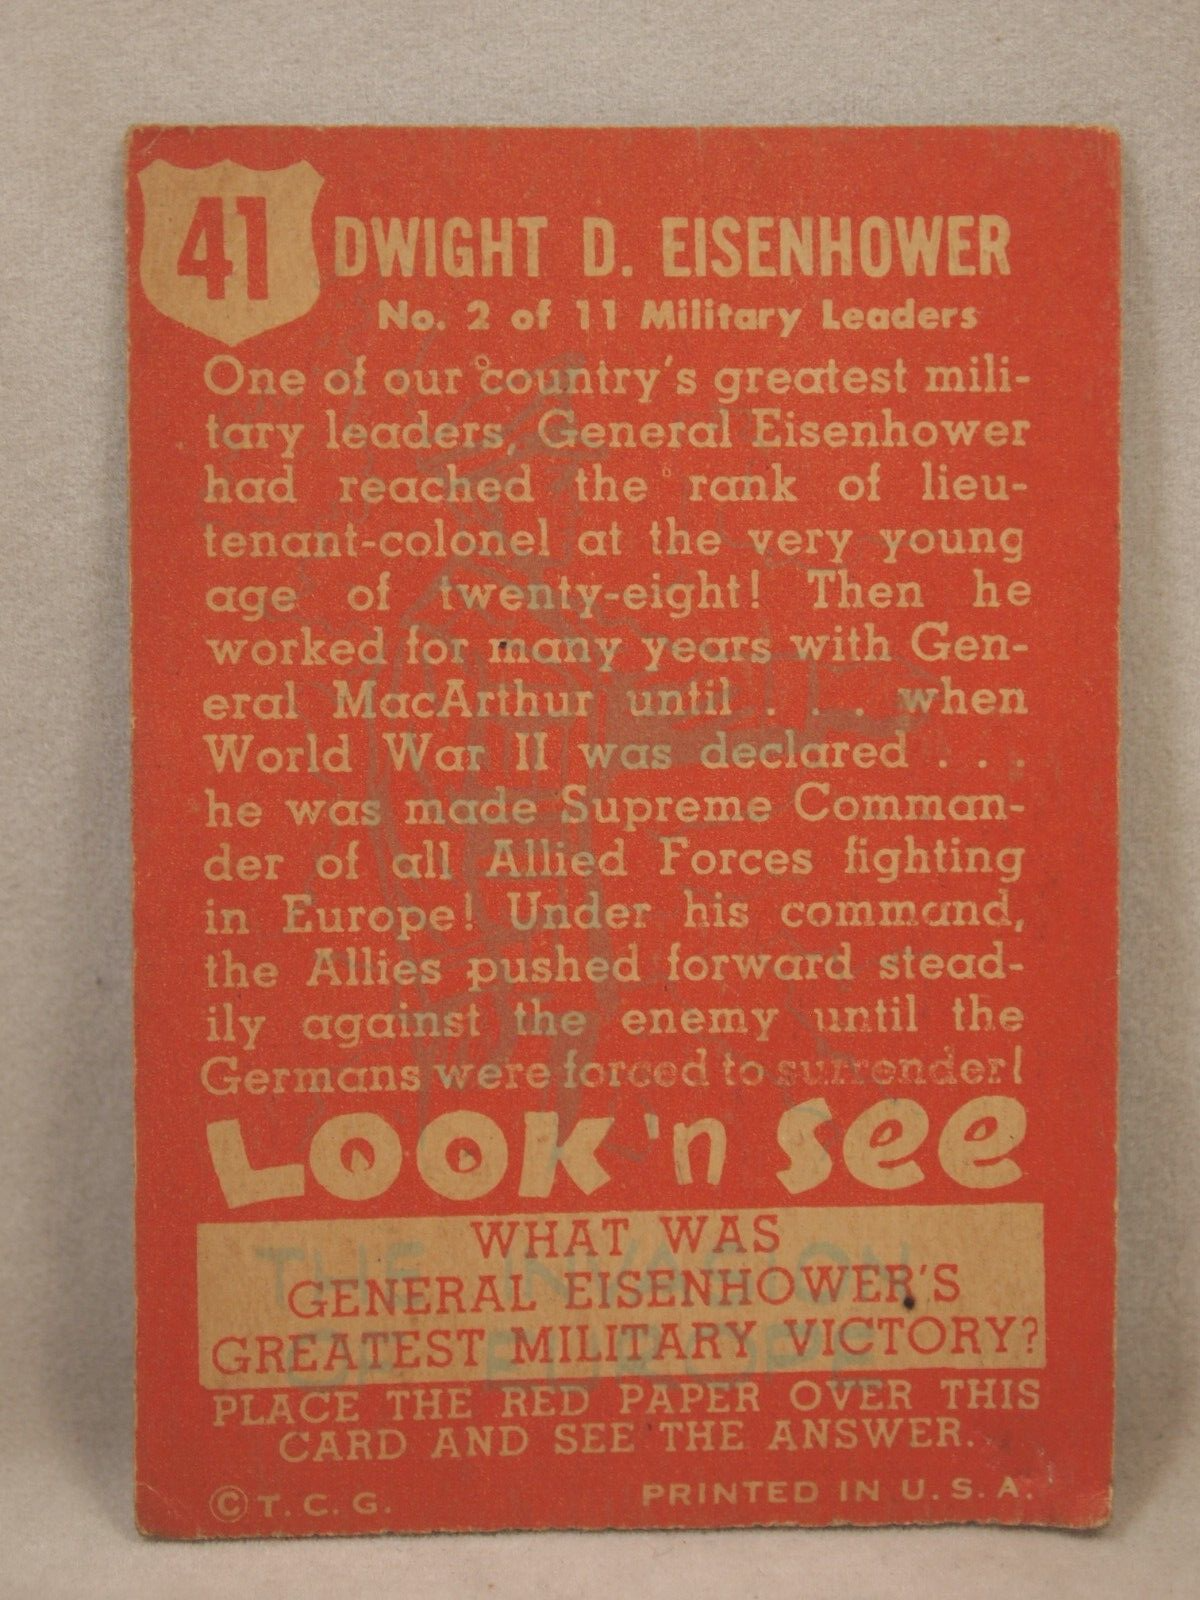 41
DWIGHT D. EISENHOWER
No. 2 of 11 Military Leaders
One of our country's greatest mili-
tary leaders, General Eisenhower
had reached the rank of lieu-
tenant-colonel at the very young
age of twenty-eight! Then he
worked for many years with Gen-
eral MacArthur until . . . when
World War II was declared . . .
he was made Supreme Comman-
der of all Allied Forces fighting
in Europe! Under his command,
the Allies pushed forward stead-
ily against the enemy until the
Germans were forced to surrender!
LOOK 'n SEE
WHAT WAS
GENERAL EISENHOWER'S
GREATEST MILITARY VICTORY?
THE INVASION
OF EUROPE
PLACE THE RED PAPER OVER THIS
CARD AND SEE THE ANSWER.
© T. C. G.
PRINTED IN U. S. A.